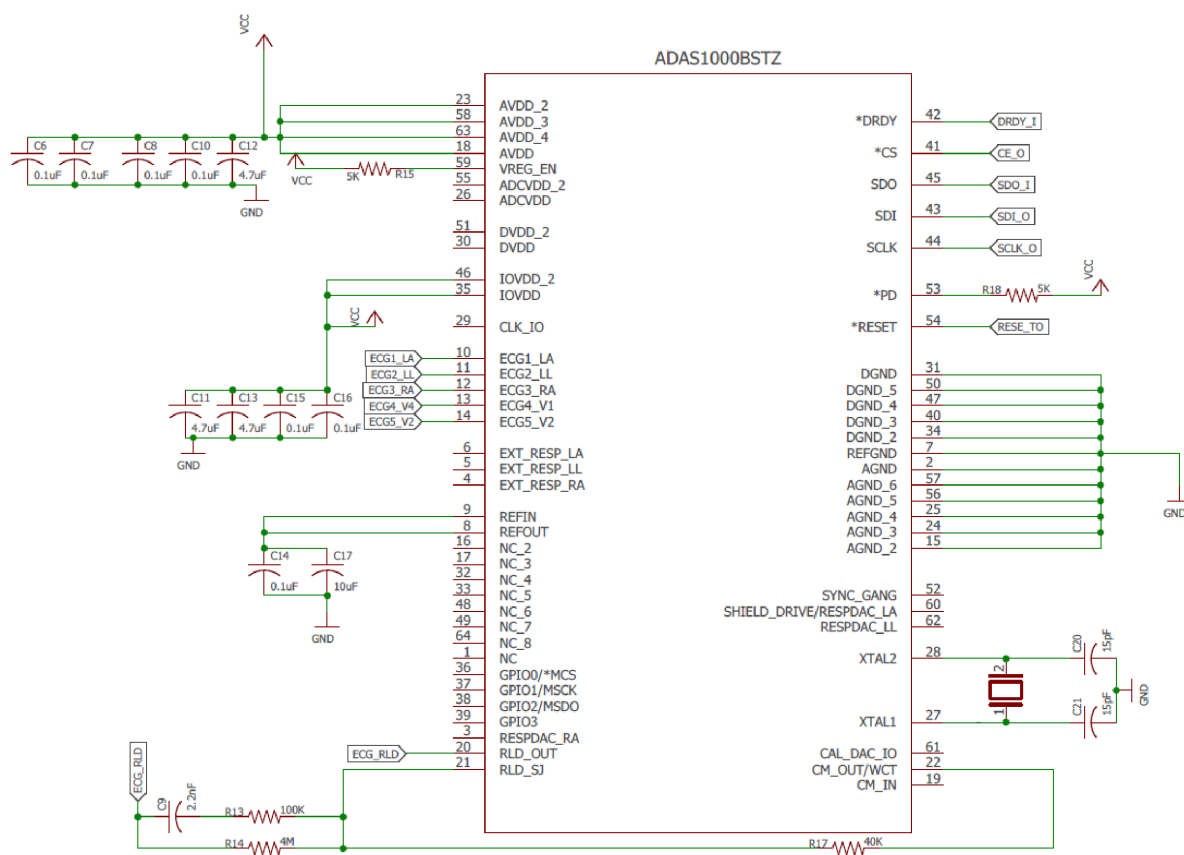 VCC
ADAS1000BSTZ
23 AVDD_2
58 AVDD_3
63 AVDD_4
18 AVDD
59 VREG_EN
55 ADCVDD_2
26 ADCVDD
51 DVDD_2
30 DVDD
46 IOVDD_2
35 IOVDD
29 CLK_IO
10 ECG1_LA
11 ECG2_LL
12 ECG3_RA
13 ECG4_V1
14 ECG5_V2
6 EXT_RESP_LA
5 EXT_RESP_LL
4 EXT_RESP_RA
9 REFIN
8 REFOUT
16 NC_2
17 NC_3
32 NC_4
33 NC_5
48 NC_6
49 NC_7
64 NC_8
1 NC
36 GPIO0/*MCS
37 GPIO1/MSCK
38 GPIO2/MSDO
39 GPIO3
3 RESPDAC_RA
20 RLD_OUT
21 RLD_SJ
*DRDY 42 DRDY_I
*CS 41 CE_O
SDO 45 SDO_I
SDI 43 SDI_O
SCLK 44 SCLK_O
*PD 53 R18 5K VCC
*RESET 54 RESE_TO
DGND 31
DGND_5 50
DGND_4 47
DGND_3 40
DGND_2 34
REFGND 7
AGND 2
AGND_6 57
AGND_5 56
AGND_4 25
AGND_3 24
AGND_2 15
GND
SYNC_GANG 52
SHIELD_DRIVE/RESPDAC_LA 60
RESPDAC_LL 62
XTAL2 28
XTAL1 27
CAL_DAC_IO 61
CM_OUT/WCT 22
CM_IN 19
C6 C7 C8 C10 C12
0.1uF 0.1uF 0.1uF 0.1uF 4.7uF
GND
VCC 5K R15
VCC
ECG1_LA
ECG2_LL
ECG3_RA
ECG4_V4
ECG5_V2
C11 C13 C15 C16
4.7uF 4.7uF 0.1uF 0.1uF
GND
C14 C17
0.1uF 10uF
GND
ECG_RLD
ECG_RLD
C9 2.2nF
R13 100K
R14 4M
R17 40K
2
1
C20 15pF
C21 15pF
GND